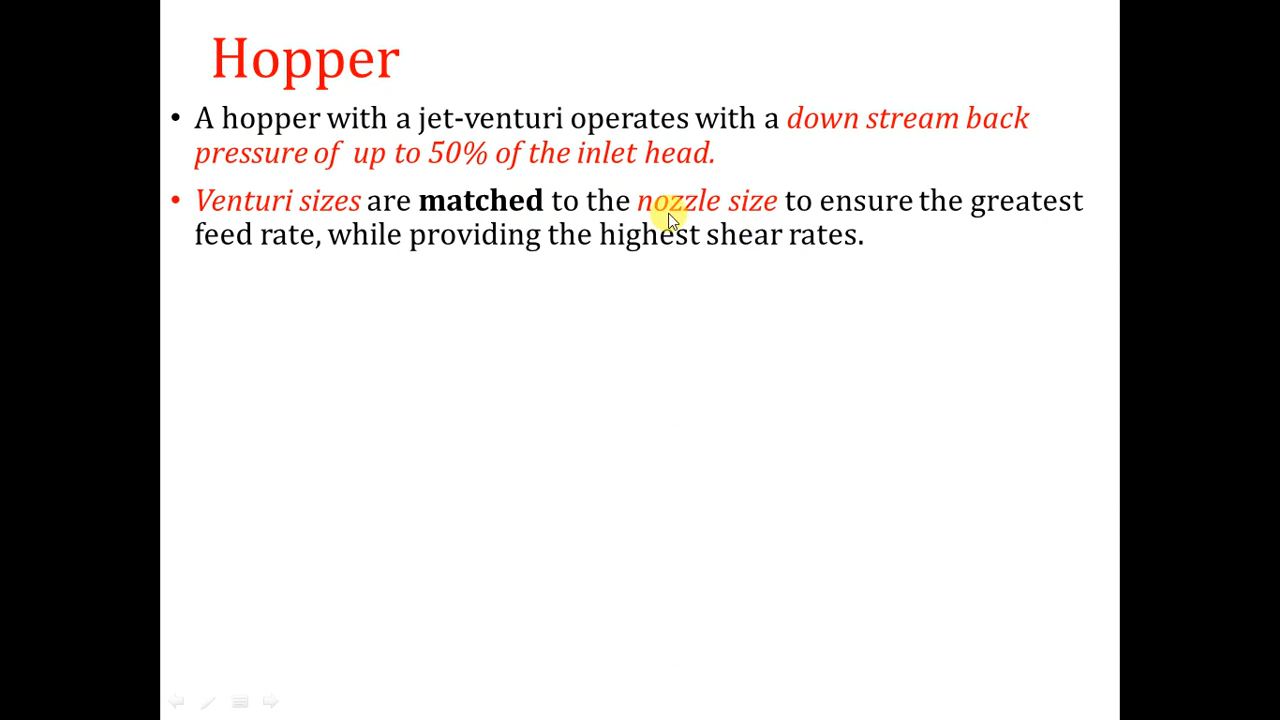 Hopper
• A hopper with a jet-venturi operates with a down stream back
pressure of up to 50% of the inlet head.
• Venturi sizes are matched to the nozzle size to ensure the greatest
feed rate, while providing the highest shear rates.